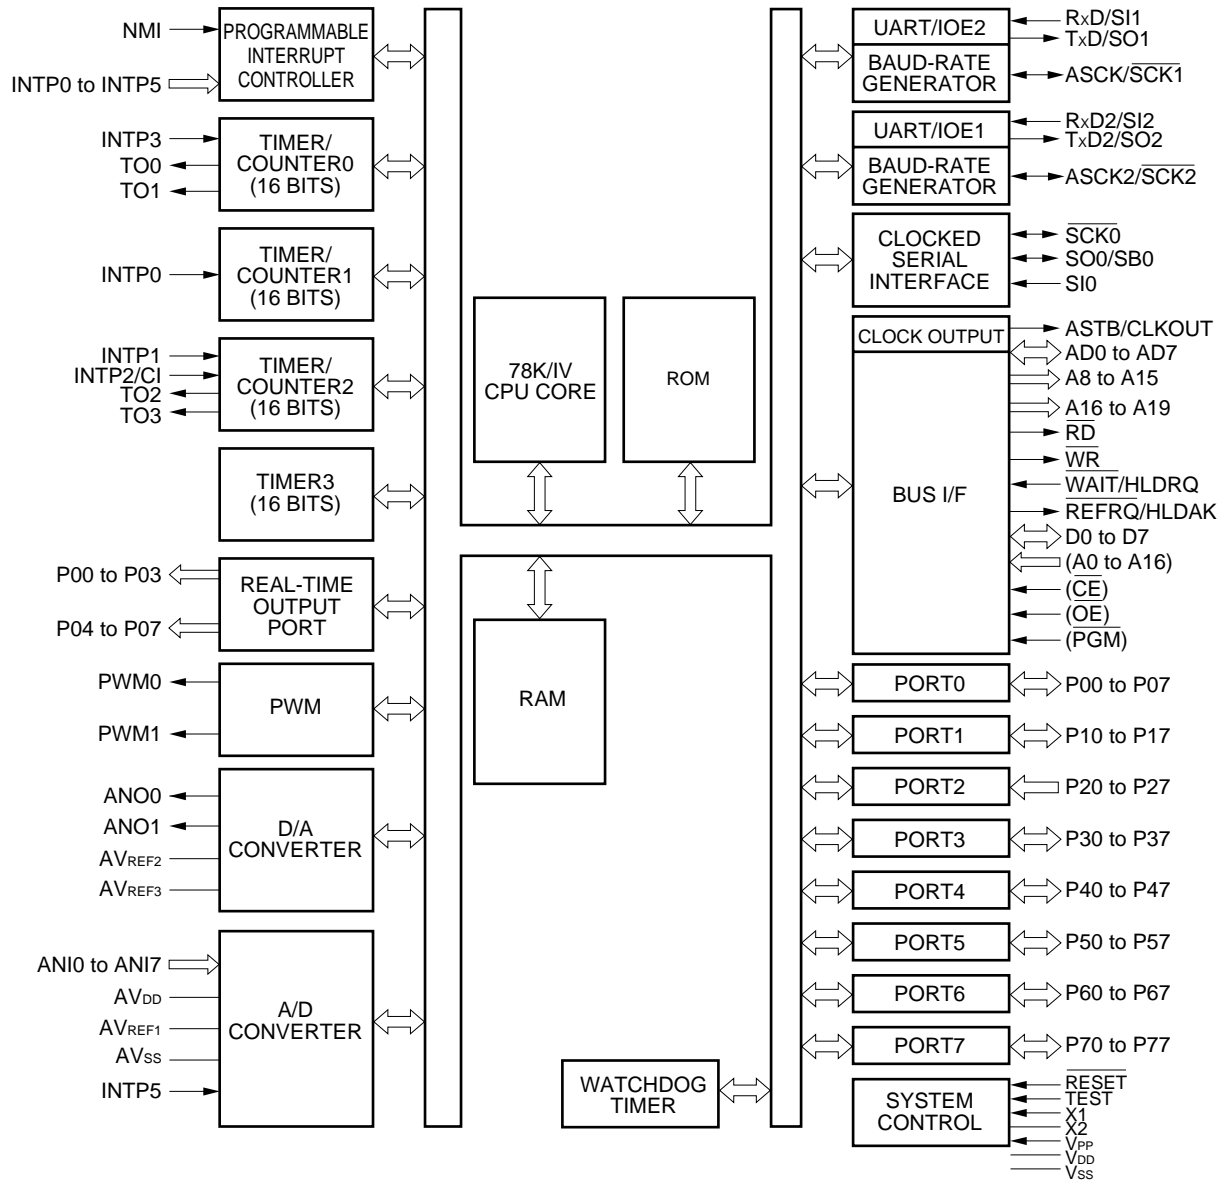 NMI
INTP0 to INTP5
PROGRAMMABLE
INTERRUPT
CONTROLLER
INTP3
TO0
TO1
TIMER/
COUNTER0
(16 BITS)
INTP0
TIMER/
COUNTER1
(16 BITS)
INTP1
INTP2/CI
TO2
TO3
TIMER/
COUNTER2
(16 BITS)
TIMER3
(16 BITS)
P00 to P03
P04 to P07
REAL-TIME
OUTPUT
PORT
PWM0
PWM1
PWM
ANO0
ANO1
AVREF2
AVREF3
D/A
CONVERTER
ANI0 to ANI7
AVDD
AVREF1
AVSS
INTP5
A/D
CONVERTER
78K/IV
CPU CORE
ROM
RAM
WATCHDOG
TIMER
UART/IOE2
BAUD-RATE
GENERATOR
RxD/SI1
TxD/SO1
ASCK/SCK1
UART/IOE1
BAUD-RATE
GENERATOR
RxD2/SI2
TxD2/SO2
ASCK2/SCK2
CLOCKED
SERIAL
INTERFACE
SCK0
SO0/SB0
SI0
CLOCK OUTPUT
BUS I/F
ASTB/CLKOUT
AD0 to AD7
A8 to A15
A16 to A19
RD
WR
WAIT/HLDRQ
REFRQ/HLDAK
D0 to D7
(A0 to A16)
(CE)
(OE)
(PGM)
PORT0
P00 to P07
PORT1
P10 to P17
PORT2
P20 to P27
PORT3
P30 to P37
PORT4
P40 to P47
PORT5
P50 to P57
PORT6
P60 to P67
PORT7
P70 to P77
SYSTEM
CONTROL
RESET
TEST
X1
X2
VPP
VDD
VSS